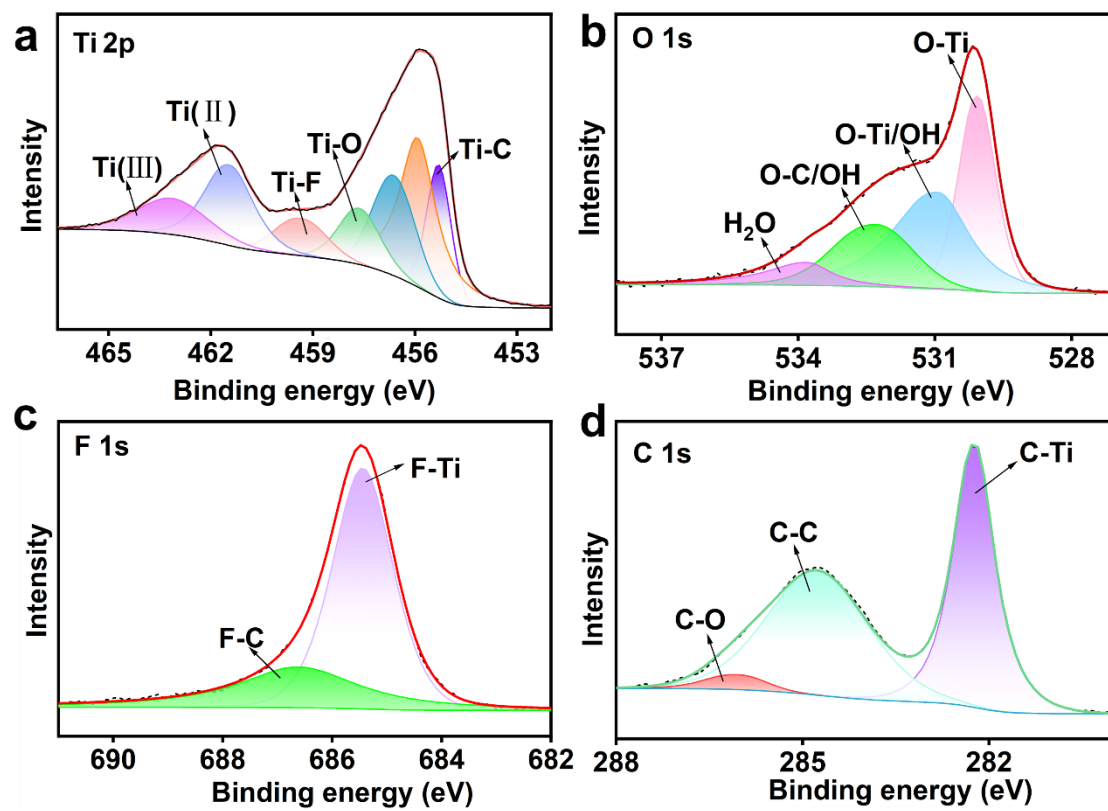 a
Ti 2p
Ti(Ⅲ)
Ti(Ⅱ)
Ti-F
Ti-O
Ti-C
Intensity
465 462 459 456 453
Binding energy (eV)
b
O 1s
H₂O
O-C/OH
O-Ti/OH
O-Ti
Intensity
537 534 531 528
Binding energy (eV)
c
F 1s
F-C
F-Ti
Intensity
690 688 686 684 682
Binding energy (eV)
d
C 1s
C-O
C-C
C-Ti
Intensity
288 285 282
Binding energy (eV)